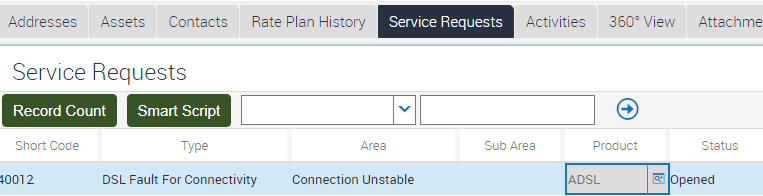 Addresses Assets Contacts Rate Plan History Service Requests Activities 360° View Attachme
Service Requests
Record Count Smart Script
Short Code Type Area Sub Area Product Status
40012 DSL Fault For Connectivity Connection Unstable ADSL Opened